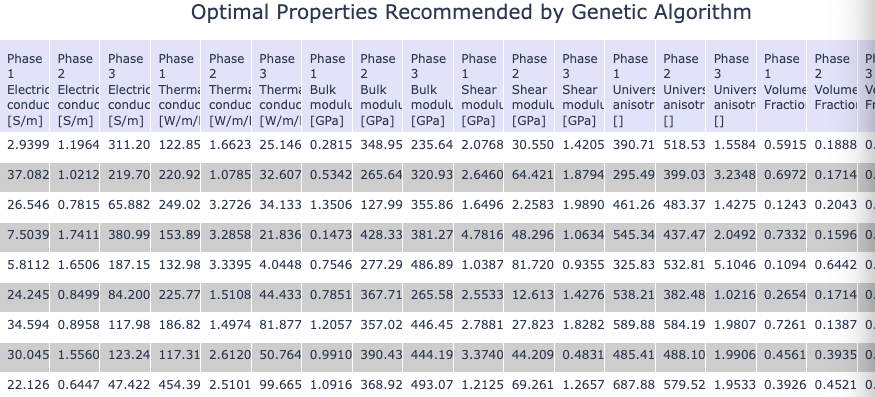 Optimal Properties Recommended by Genetic Algorithm
Phase Phase Phase Phase Phase Phase Phase Phase Phase Phase Phase Phase Phase Phase Phase Phase Phase
1 2 3 1 2 3 1 2 3 1 2 3 1 2 3 1 2 3
Electric Electric Electric Therma Therma Therma Bulk Bulk Bulk Shear Shear Shear Univers Univers Univers Volume Volume
conduc conduc conduc conduc conduc conduc modulu modulu modulu modulu modulu modulu anisotr anisotr anisotr Fraction Fraction
[S/m] [S/m] [S/m] [W/m/ [W/m/ [W/m/ [GPa] [GPa] [GPa] [GPa] [GPa] [GPa] [] [] []
2.9399 1.1964 311.20 122.85 1.6623 25.146 0.2815 348.95 235.64 2.0768 30.550 1.4205 390.71 518.53 1.5584 0.5915 0.1888 0.
37.082 1.0212 219.70 220.92 1.0785 32.607 0.5342 265.64 320.93 2.6460 64.421 1.8794 295.49 399.03 3.2348 0.6972 0.1714 0.
26.546 0.7815 65.882 249.02 3.2726 34.133 1.3506 127.99 355.86 1.6496 2.2583 1.9890 461.26 483.37 1.4275 0.1243 0.2043 0.
7.5039 1.7411 380.99 153.89 3.2858 21.836 0.1473 428.33 381.27 4.7816 48.296 1.0634 545.34 437.47 2.0492 0.7332 0.1596 0.
5.8112 1.6506 187.15 132.98 3.3395 4.0448 0.7546 277.29 486.89 1.0387 81.720 0.9355 325.83 532.81 5.1046 0.1094 0.6442 0.
24.245 0.8499 84.200 225.77 1.5108 44.433 0.7851 367.71 265.58 2.5533 12.613 1.4276 538.21 382.48 1.0216 0.2654 0.1714 0.
34.594 0.8958 117.98 186.82 1.4974 81.877 1.2057 357.02 446.45 2.7881 27.823 1.8282 589.88 584.19 1.9807 0.7261 0.1387 0.
30.045 1.5560 123.24 117.31 2.6120 50.764 0.9910 390.43 444.19 3.3740 44.209 0.4831 485.41 488.10 1.9906 0.4561 0.3935 0.
22.126 0.6447 47.422 454.39 2.5101 99.665 1.0916 368.92 493.07 1.2125 69.261 1.2657 687.88 579.52 1.9533 0.3926 0.4521 0.